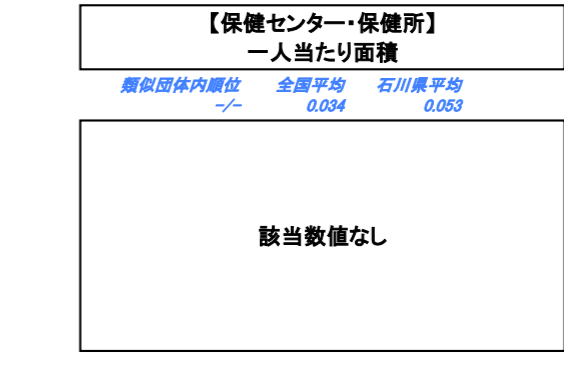 【保健センター・保健所】
一人当たり面積
類似団体内順位 全国平均 石川県平均
-/- 0.034 0.053
該当数値なし